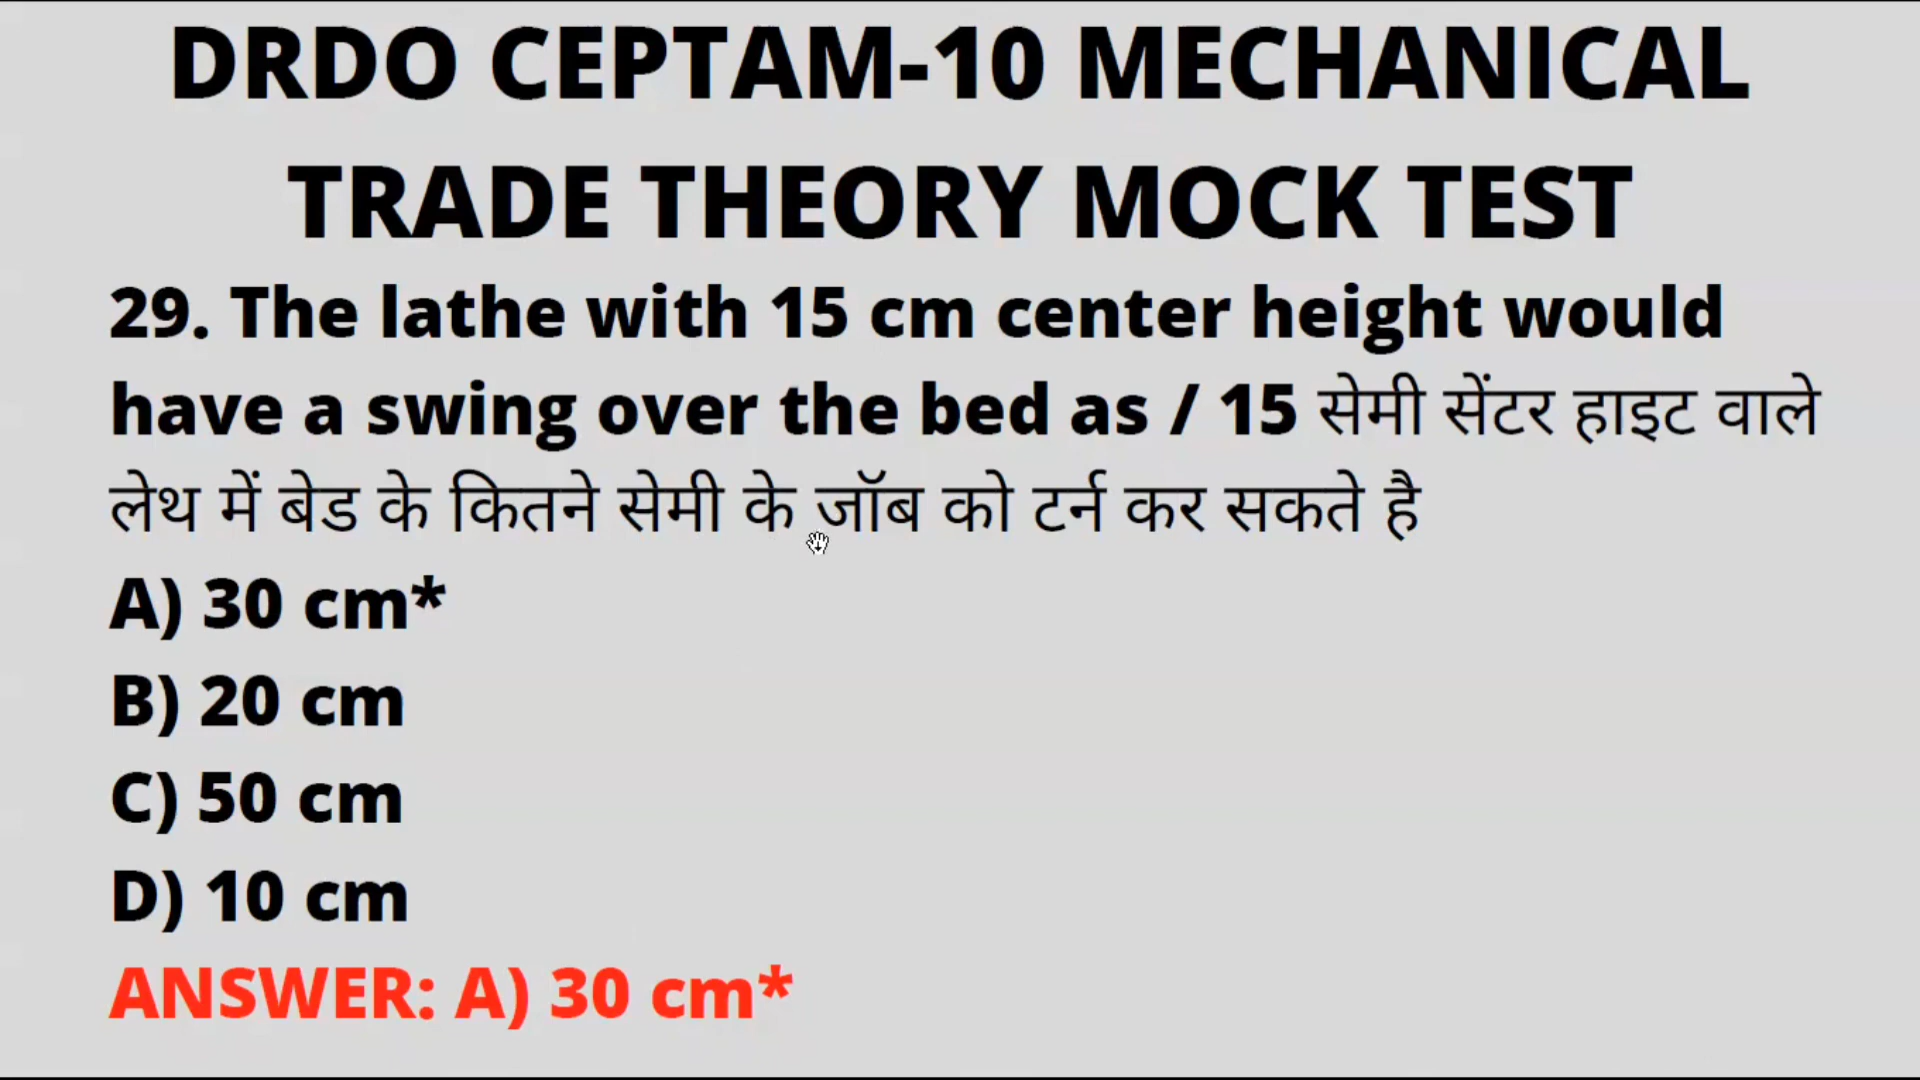 DRDO CEPTAM-10 MECHANICAL
TRADE THEORY MOCK TEST
29. The lathe with 15 cm center height would
have a swing over the bed as / 15 सेमी सेंटर हाइट वाले
लेथ में बेड के कितने सेमी के जॉब को टर्न कर सकते है
A) 30 cm*
B) 20 cm
C) 50 cm
D) 10 cm
ANSWER: A) 30 cm*